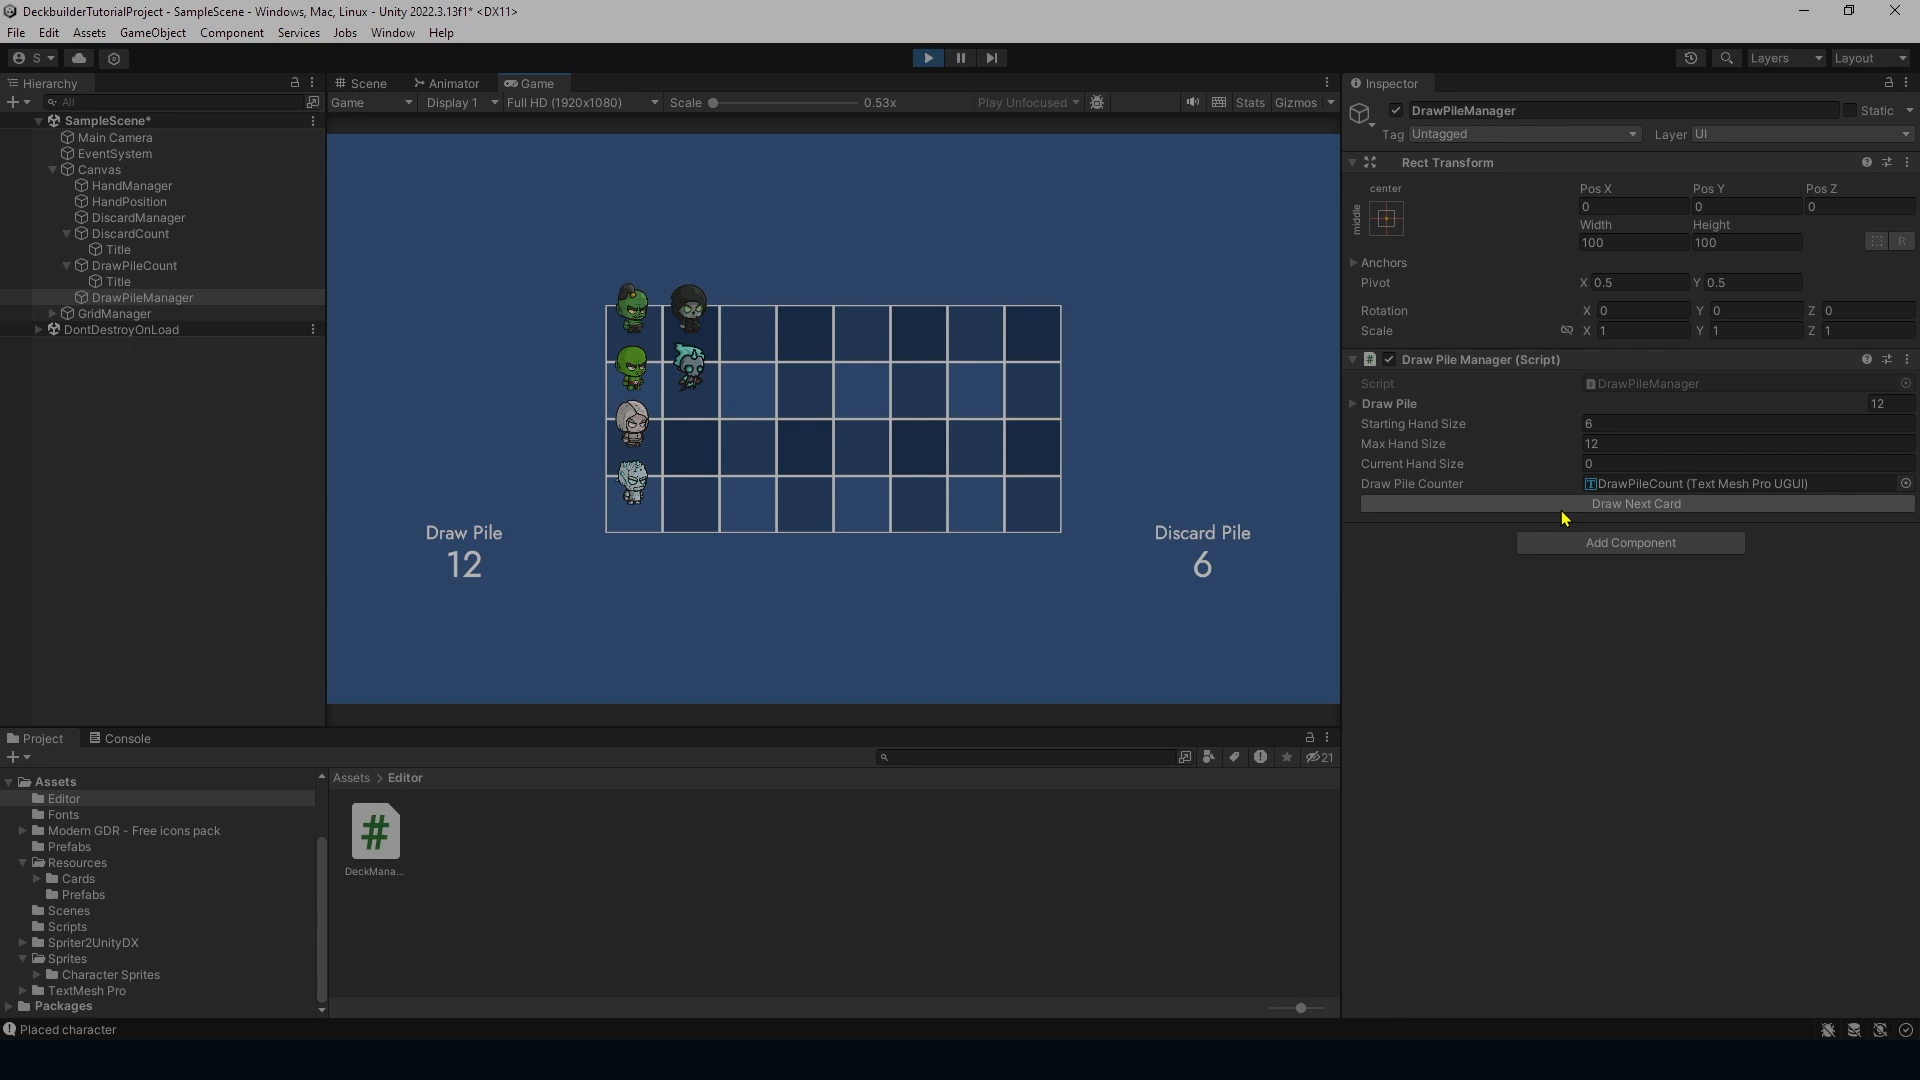 DeckbuilderTutorialProject - SampleScene - Windows, Mac, Linux - Unity 2022.3.13f1* <DX11>
File Edit Assets GameObject Component Services Jobs Window Help
S Layers Layout
Hierarchy
All
SampleScene*
Main Camera
EventSystem
Canvas
HandManager
HandPosition
DiscardManager
DiscardCount
Title
DrawPileCount
Title
DrawPileManager
GridManager
DontDestroyOnLoad
Scene Animator Game
Game Display 1 Full HD (1920x1080) Scale 0.53x Play Unfocused Stats Gizmos
Draw Pile
12
Discard Pile
6
Inspector
DrawPileManager Static
Tag Untagged Layer UI
Rect Transform
center
middle
Pos X Pos Y Pos Z
0 0 0
Width Height
100 100 R
Anchors
Pivot X 0.5 Y 0.5
Rotation X 0 Y 0 Z 0
Scale X 1 Y 1 Z 1
# Draw Pile Manager (Script)
Script DrawPileManager
Draw Pile 12
Starting Hand Size 6
Max Hand Size 12
Current Hand Size 0
Draw Pile Counter DrawPileCount (Text Mesh Pro UGUI)
Draw Next Card
Add Component
Project Console
21
Assets
Editor
Fonts
Modern GDR - Free icons pack
Prefabs
Resources
Cards
Prefabs
Scenes
Scripts
Spriter2UnityDX
Sprites
Character Sprites
TextMesh Pro
Packages
Assets > Editor
#
DeckMana...
Placed character